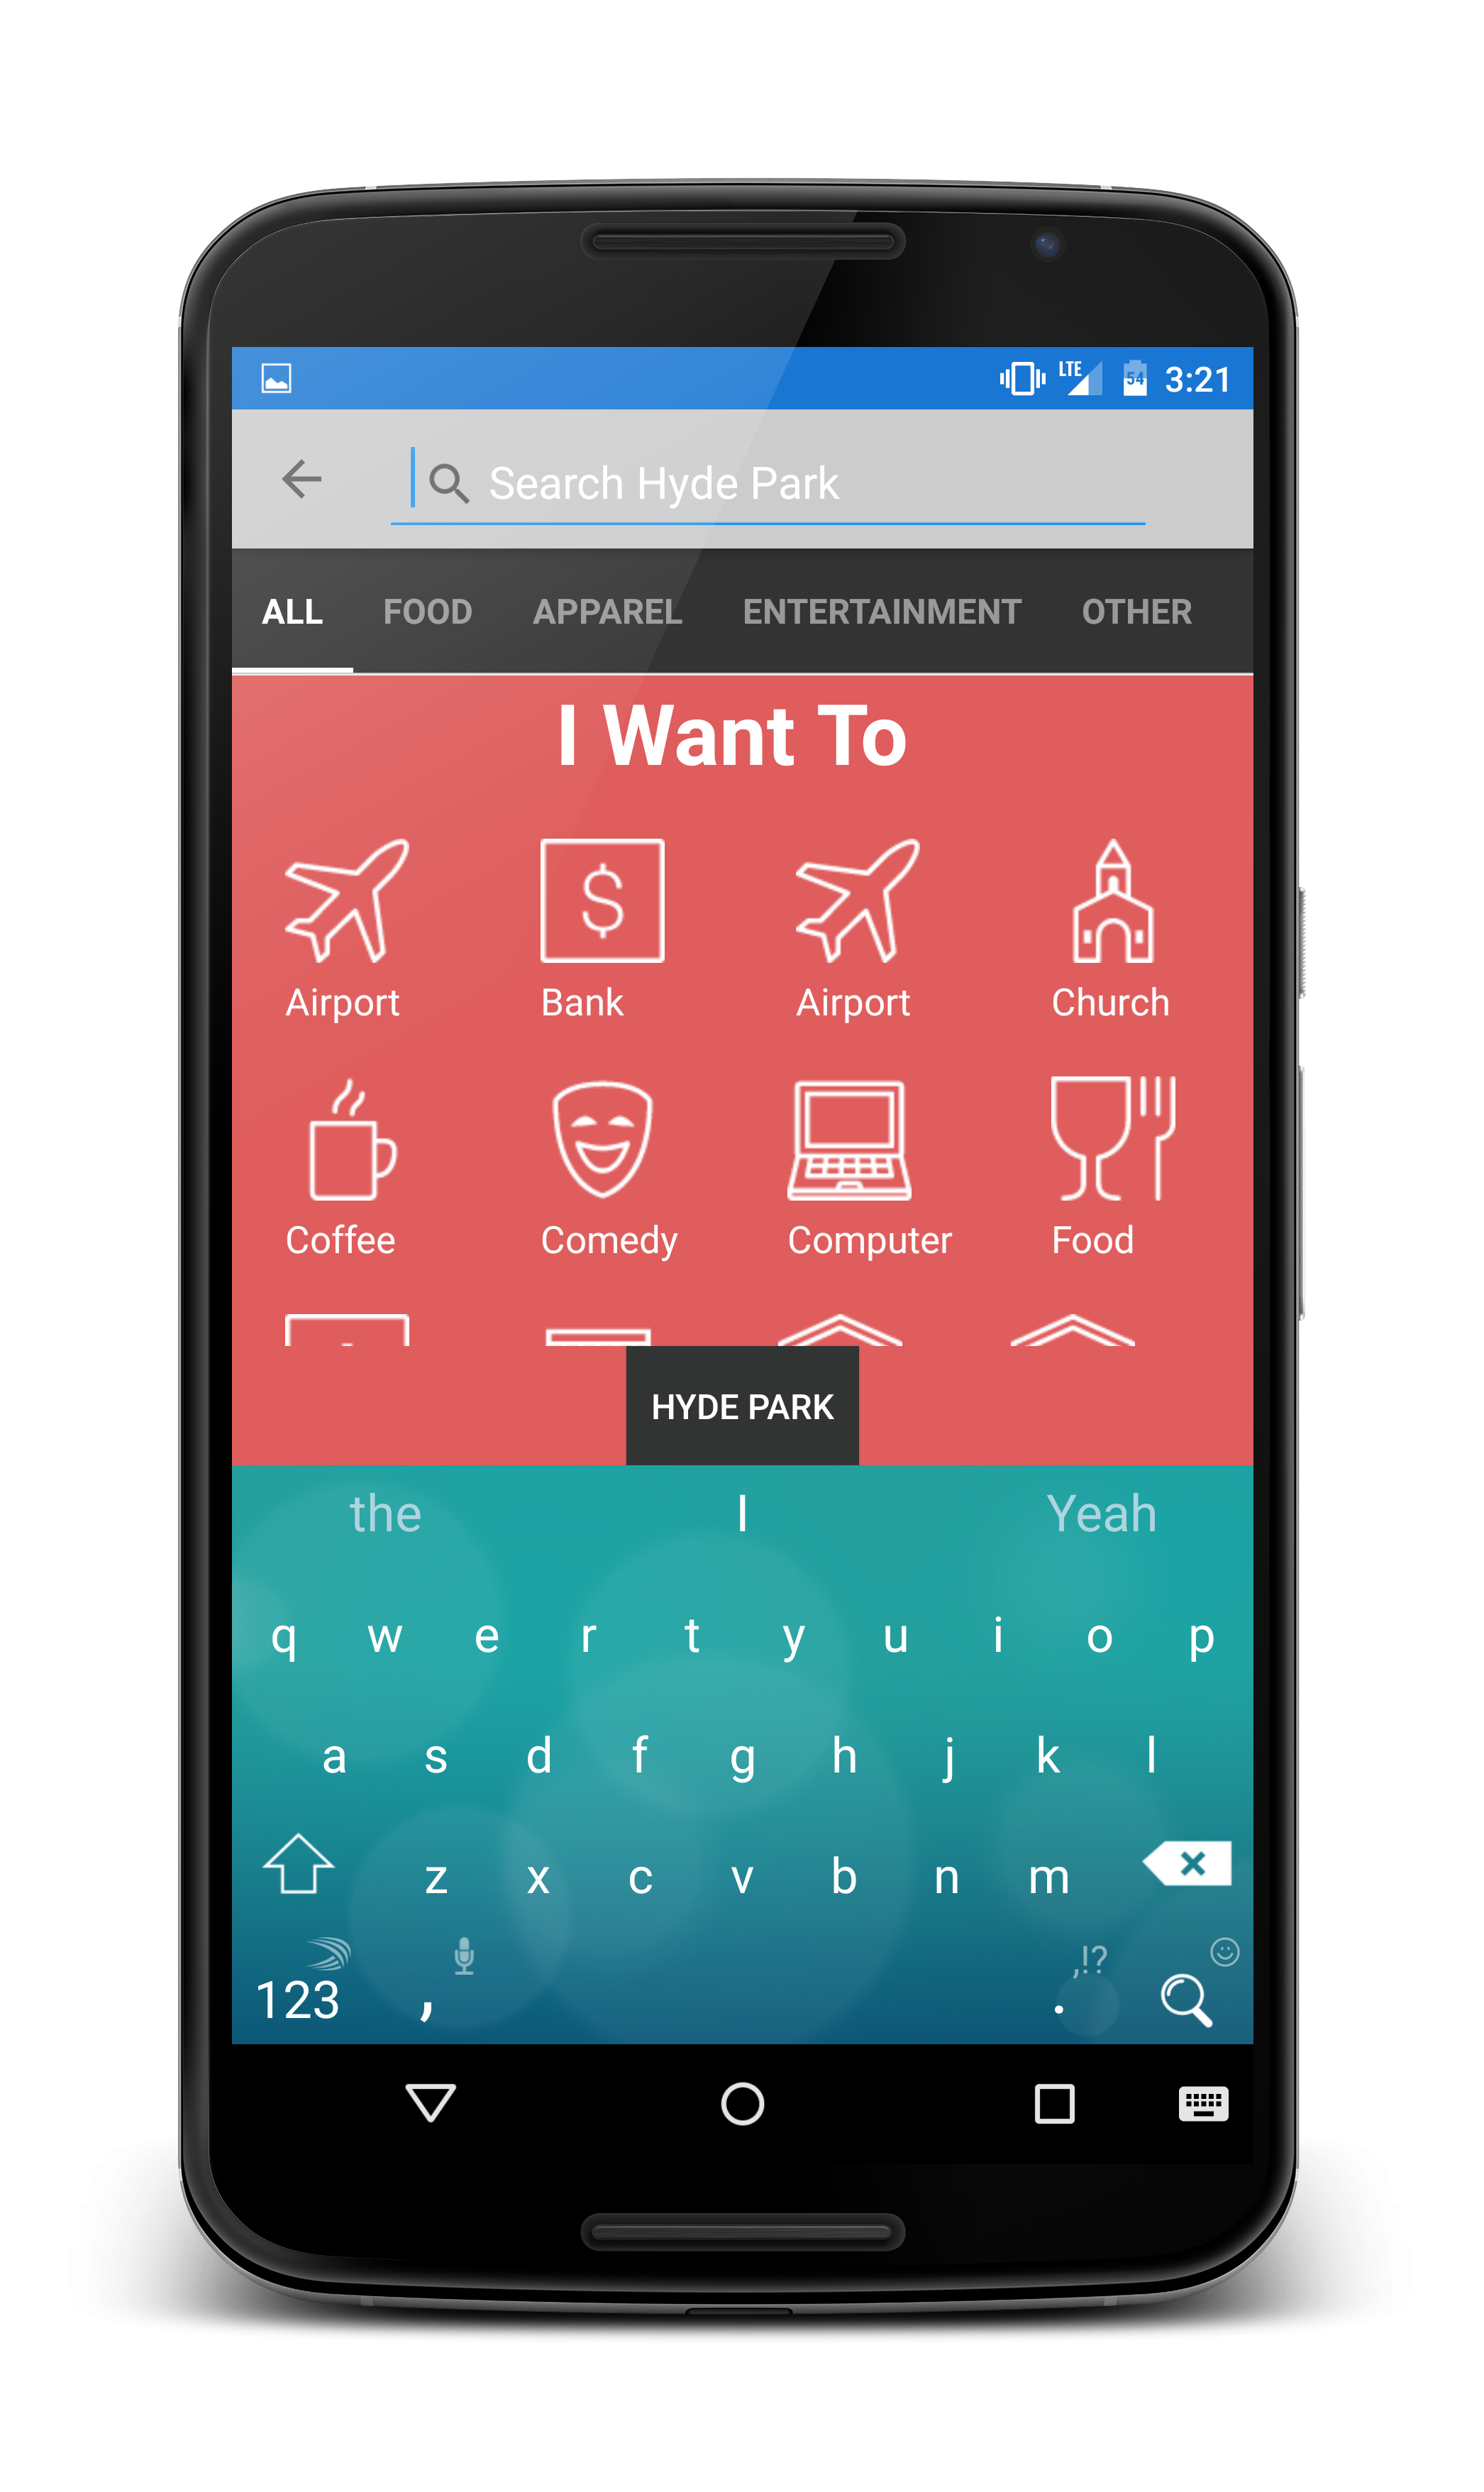 LTE 54 3:21
Search Hyde Park
ALL FOOD APPAREL ENTERTAINMENT OTHER
I Want To
$
Airport Bank Airport Church
Coffee Comedy Computer Food
HYDE PARK
the I Yeah
q w e r t y u i o p
a s d f g h j k l
z x c v b n m
,!?
123 , .